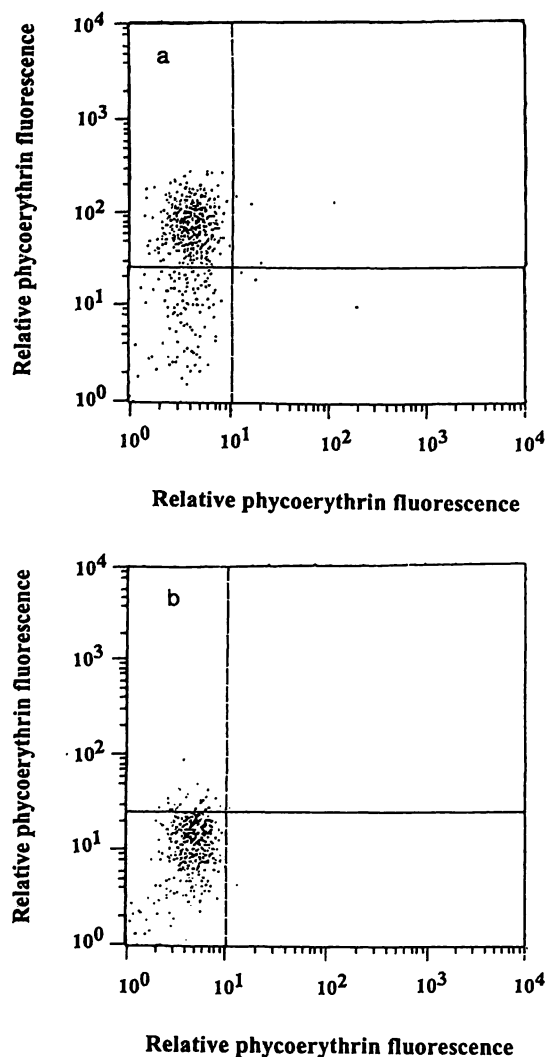 10⁴
a
10³
10²
10¹
10⁰
Relative phycoerythrin fluorescence
10⁰ 10¹ 10² 10³ 10⁴
Relative phycoerythrin fluorescence
10⁴
b
10³
10²
10¹
10⁰
Relative phycoerythrin fluorescence
10⁰ 10¹ 10² 10³ 10⁴
Relative phycoerythrin fluorescence